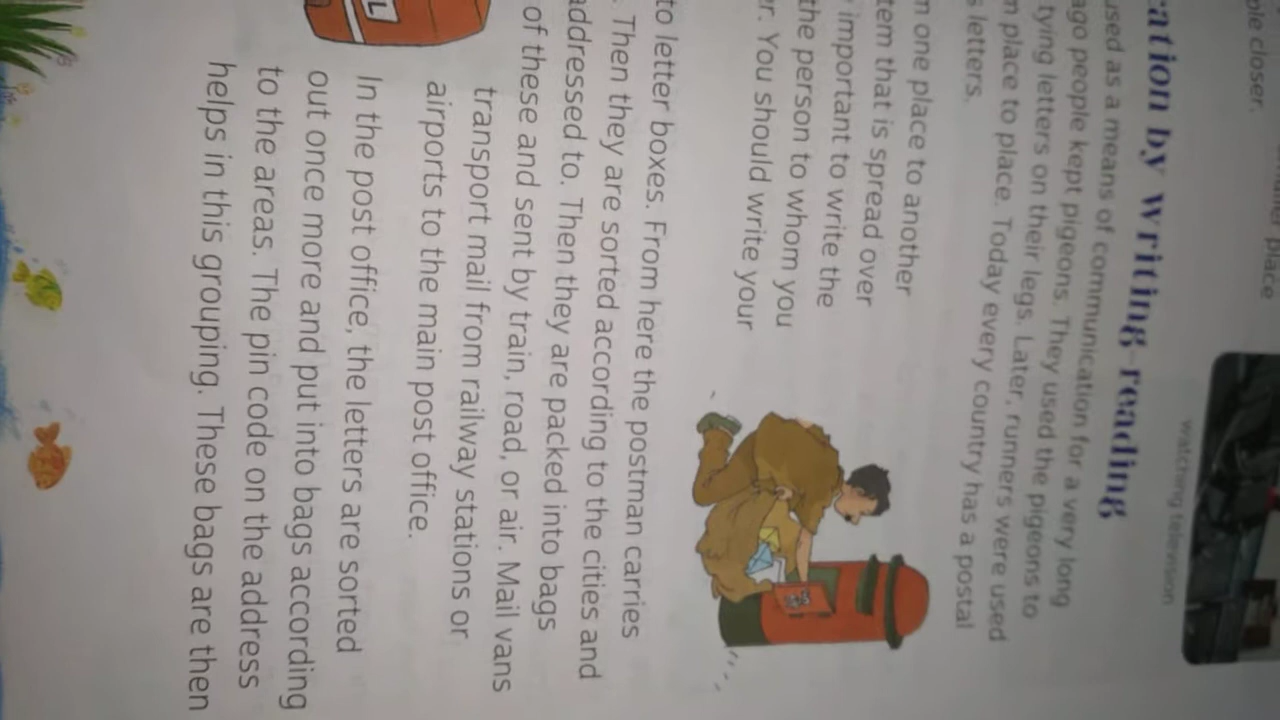 closer.
place
watching television
by Writing-reading
used as a means of communication for a very long
ago people kept pigeons. They used the pigeons to
tying letters on their legs. Later, runners were used
place to place. Today every country has a postal
letters.
one place to another
that is spread over
important to write the
the person to whom you
You should write your
to letter boxes. From here the postman carries
. Then they are sorted according to the cities and
addressed to. Then they are packed into bags
of these and sent by train, road, or air. Mail vans
transport mail from railway stations or
airports to the main post office.
In the post office, the letters are sorted
out once more and put into bags according
to the areas. The pin code on the address
helps in this grouping. These bags are then